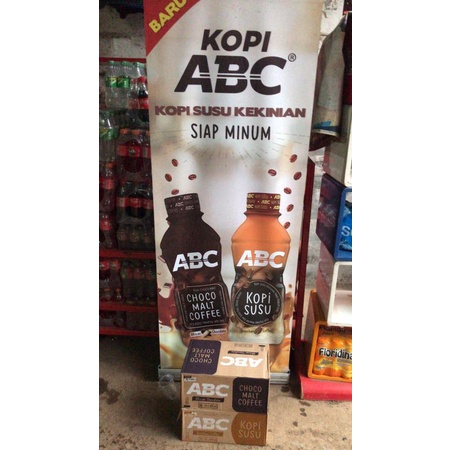 BARU
KOPI
ABC®
KOPI SUSU KEKINIAN
SIAP MINUM
ABC
CHOCO
MALT
COFFEE
ABC
KOPI
SUSU
Floridina
ABC
CHOCO
MALT
COFFEE
ABC
CHOCO
MALT
COFFEE
ABC
KOPI
SUSU